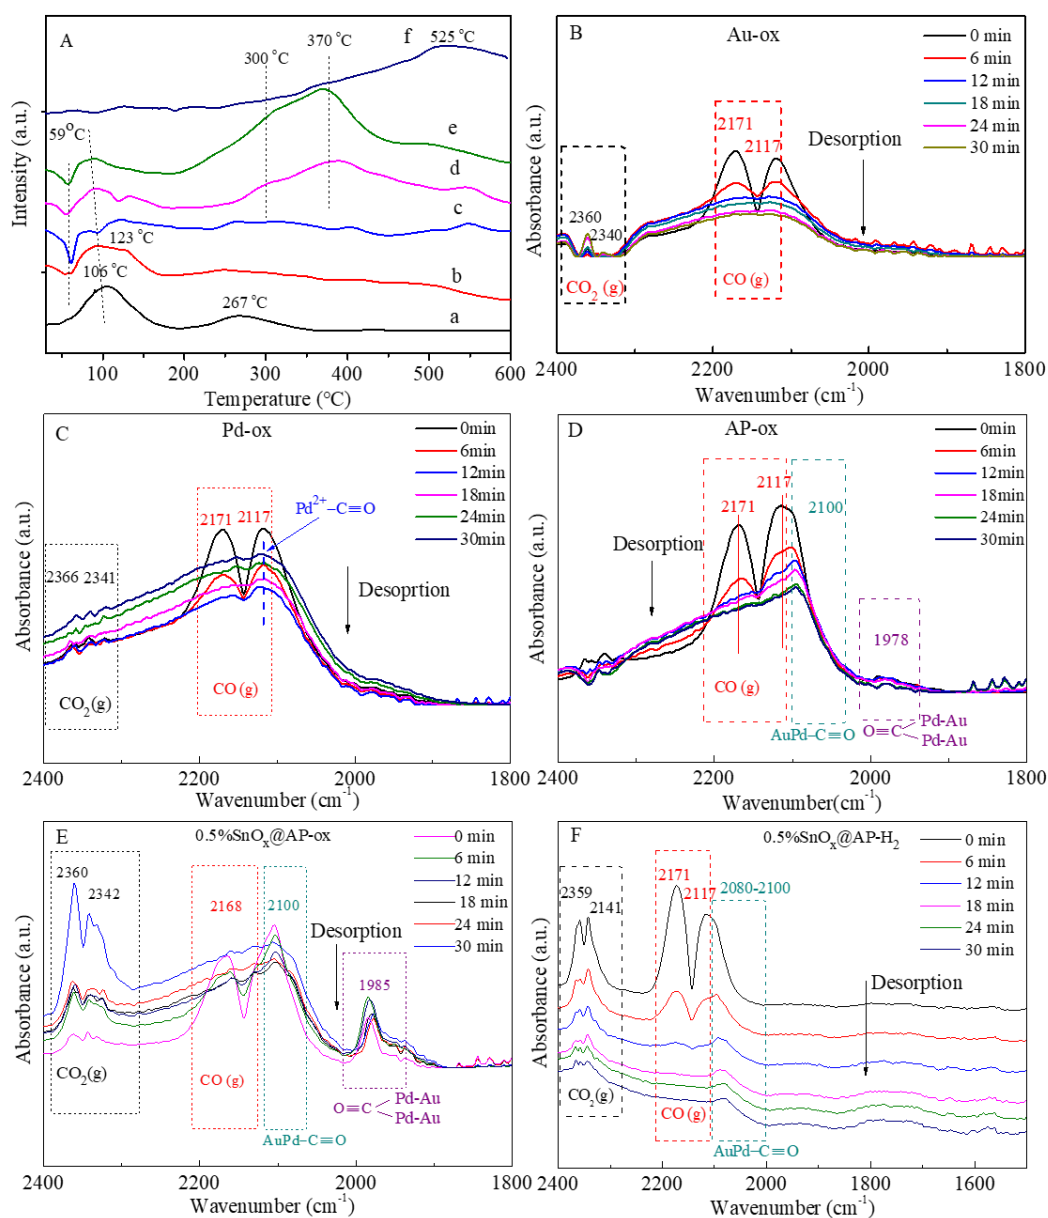 A
f
525 °C
370 °C
300 °C
59°C
e
d
c
123 °C
b
106 °C
267 °C
a
Intensity (a.u.)
100 200 300 400 500 600
Temperature (°C)
B
Au-ox
0 min
6 min
12 min
18 min
24 min
30 min
2171
2117
Desorption
2360
2340
CO₂ (g)
CO (g)
Absorbance (a.u.)
2400 2200 2000 1800
Wavenumber (cm⁻¹)
C
Pd-ox
0min
6min
12min
18min
24min
30min
Pd²⁺–C≡O
2171 2117
2366 2341
Desoprtion
CO₂(g)
CO (g)
Absorbance (a.u.)
2400 2200 2000 1800
Wavenumber (cm⁻¹)
D
AP-ox
0min
6min
12min
18min
24min
30min
2117
2171
2100
Desorption
1978
CO (g)
AuPd–C≡O
O≡C
Pd-Au
Pd-Au
Absorbance (a.u.)
2400 2200 2000 1800
Wavenumber(cm⁻¹)
E
0.5%SnOₓ@AP-ox
0 min
6 min
12 min
18 min
24 min
30 min
2360
2342
2168
2100
Desorption
1985
CO₂(g)
CO (g)
O≡C
Pd-Au
Pd-Au
AuPd–C≡O
Absorbance (a.u.)
2400 2200 2000 1800
Wavenumber (cm⁻¹)
F
0.5%SnOₓ@AP-H₂
0 min
6 min
12 min
18 min
24 min
30 min
2171
2117
2080-2100
2359
2141
Desorption
CO₂(g)
CO (g)
AuPd–C≡O
Absorbance (a.u.)
2400 2200 2000 1800 1600
Wavenumber (cm⁻¹)